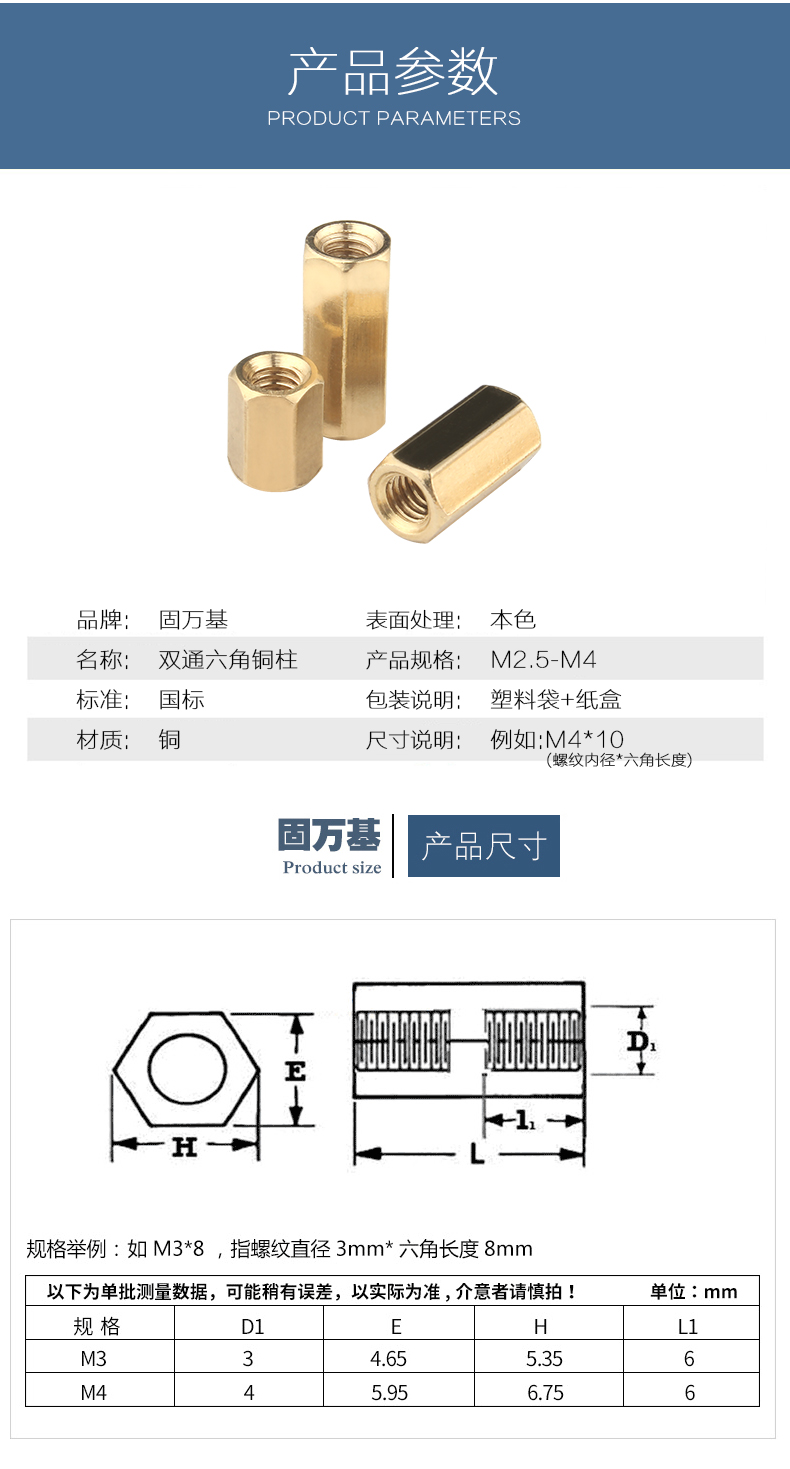 产品参数
PRODUCT PARAMETERS
品牌: 固万基 表面处理: 本色
名称: 双通六角铜柱 产品规格: M2.5-M4
标准: 国标 包装说明: 塑料袋+纸盒
材质: 铜 尺寸说明: 例如:M4*10
(螺纹内径*六角长度)
固万基 产品尺寸
Product size
D1
E
l1
H
L
规格举例：如 M3*8 ，指螺纹直径 3mm* 六角长度 8mm
以下为单批测量数据，可能稍有误差，以实际为准 , 介意者请慎拍！ 单位：mm
规 格 D1 E H L1
M3 3 4.65 5.35 6
M4 4 5.95 6.75 6